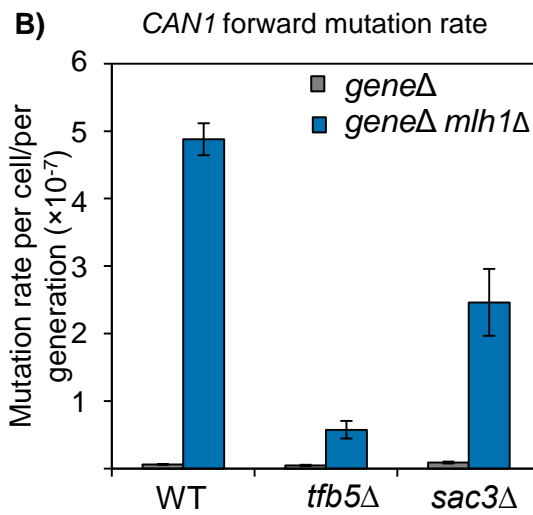 B) CAN1 forward mutation rate
6
5
4
3
2
1
Mutation rate per cell/per
generation (×10-7)
geneΔ
geneΔ mlh1Δ
WT tfb5Δ sac3Δ